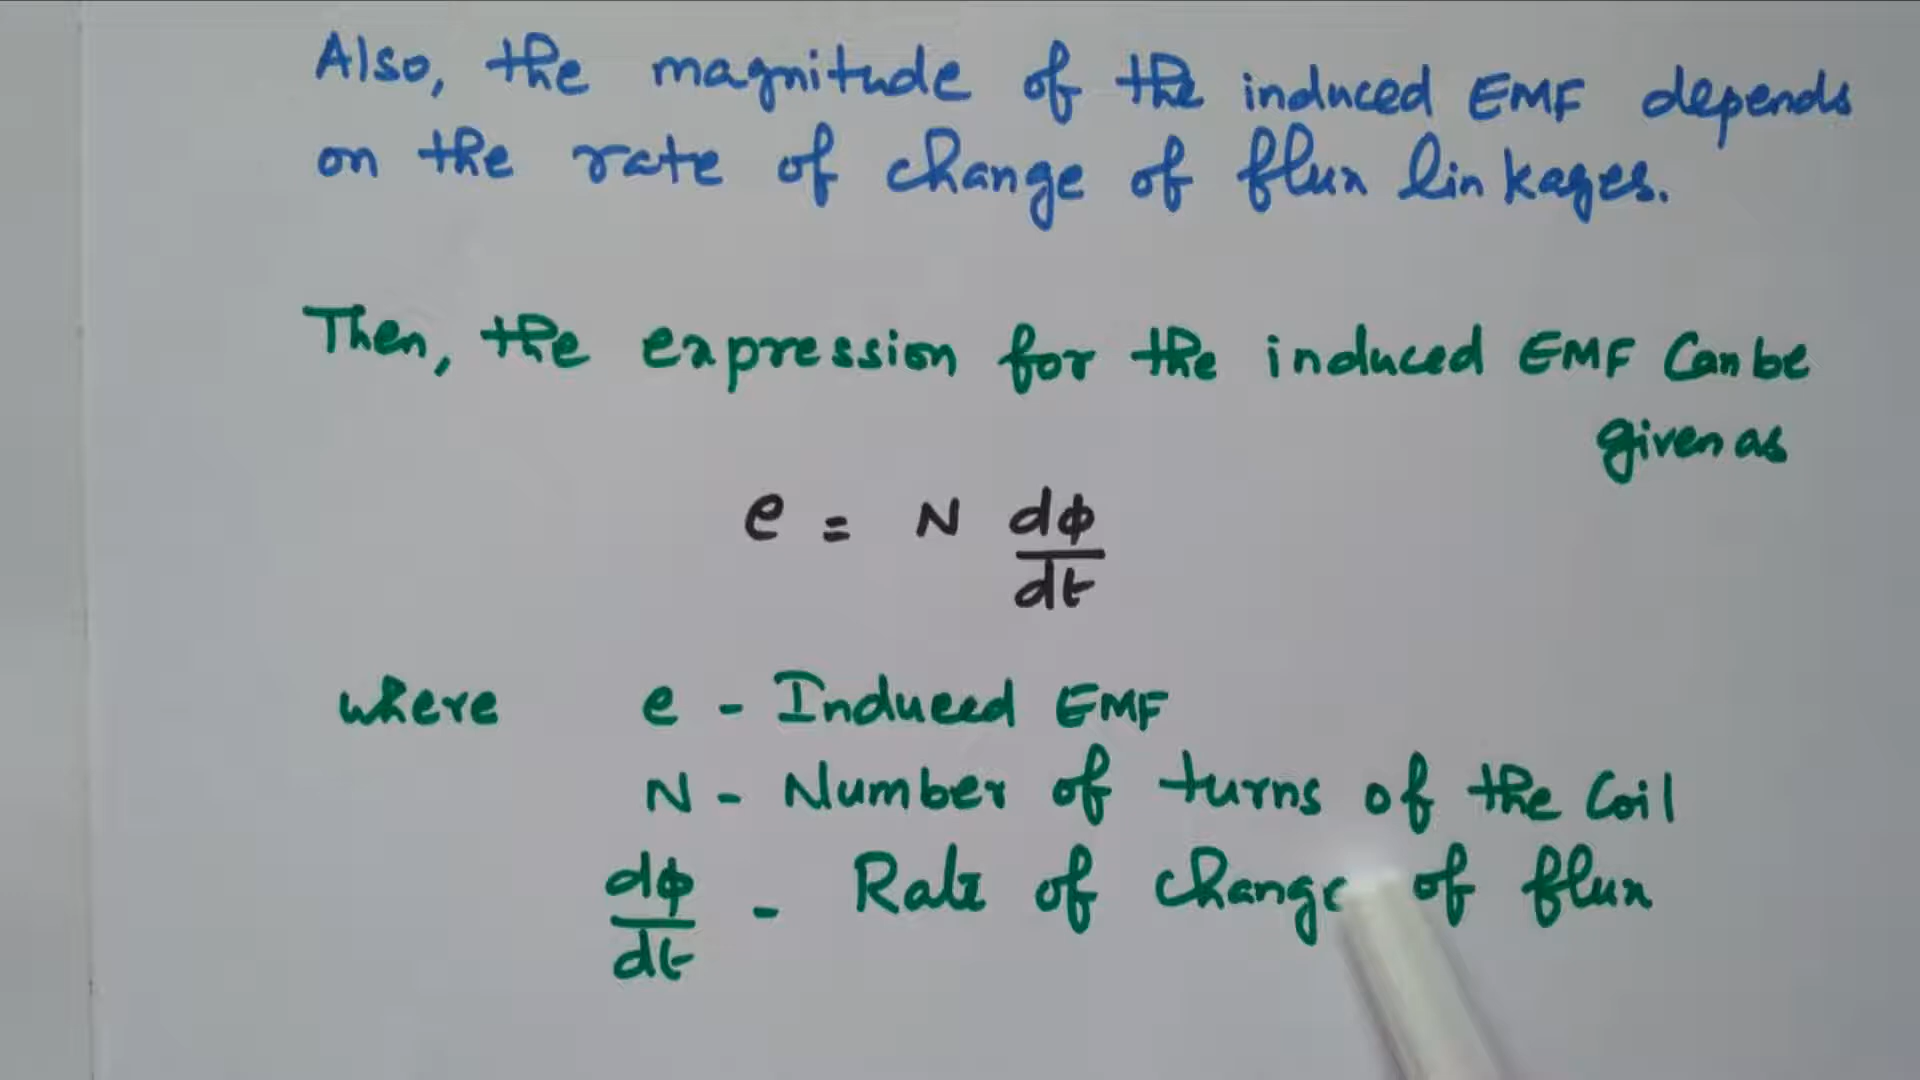 Also, the magnitude of the induced EMF depends
on the rate of change of flux linkages.
Then, the expression for the induced EMF Can be
given as
e = N dϕ/dt
where e - Induced EMF
N - Number of turns of the Coil
dϕ/dt - Rate of change of flux